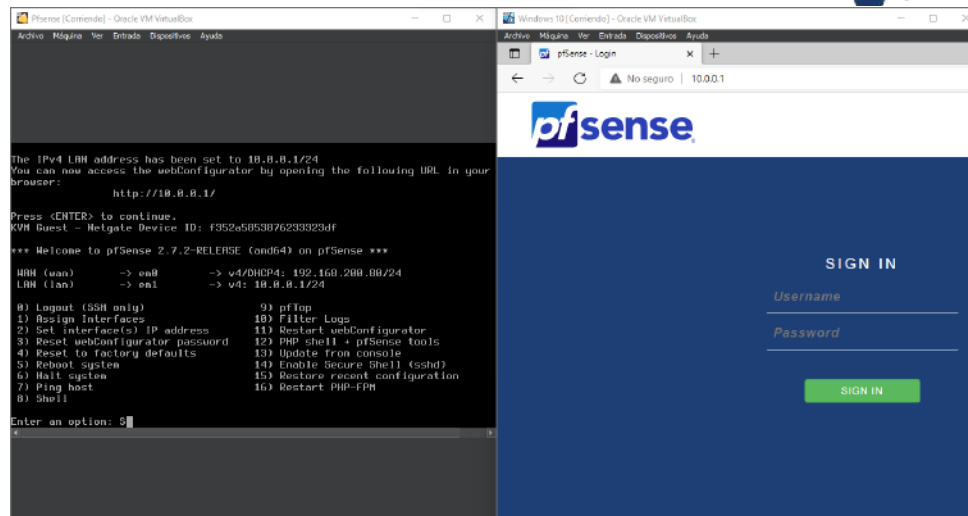 Pfsense [Corriendo] - Oracle VM VirtualBox
Archivo Máquina Ver Entrada Dispositivos Ayuda
The IPv4 LAN address has been set to 10.0.0.1/24
You can now access the webConfigurator by opening the following URL in your
browser:
http://10.0.0.1/
Press <ENTER> to continue.
KVM Guest - Netgate Device ID:
*** Welcome to pfSense 2.7.2-RELEASE (amd64) on pfSense ***
WAN (wan) -> em0 -> v4/DHCP4: 192.168.200.80/24
LAN (lan) -> em1 -> v4: 10.0.0.1/24
0) Logout (SSH only) 9) pfTop
1) Assign Interfaces 10) Filter Logs
2) Set interface(s) IP address 11) Restart webConfigurator
3) Reset webConfigurator password 12) PHP shell + pfSense tools
4) Reset to factory defaults 13) Update from console
5) Reboot system 14) Enable Secure Shell (sshd)
6) Halt system 15) Restore recent configuration
7) Ping host 16) Restart PHP-FPM
8) Shell
Enter an option:
Windows 10 [Corriendo] - Oracle VM VirtualBox
Archivo Máquina Ver Entrada Dispositivos Ayuda
pfSense - Login
No seguro | 10.0.0.1
pfsense
SIGN IN
Username
Password
SIGN IN